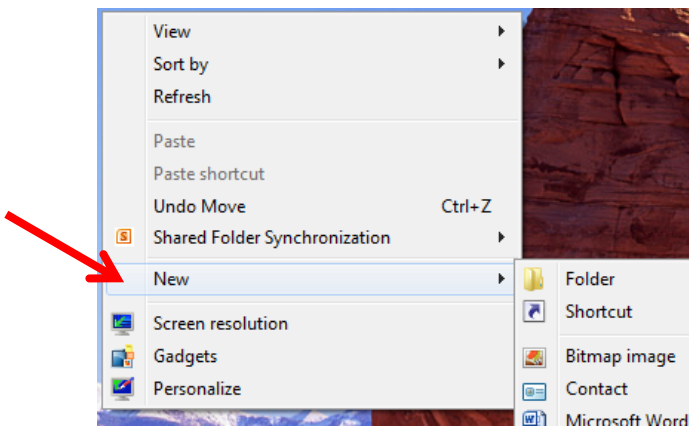 View
Sort by
Refresh
Paste
Paste shortcut
Undo Move Ctrl+Z
S Shared Folder Synchronization
New
Folder
Shortcut
Screen resolution
Gadgets
Bitmap image
Personalize
Contact
W Microsoft Word